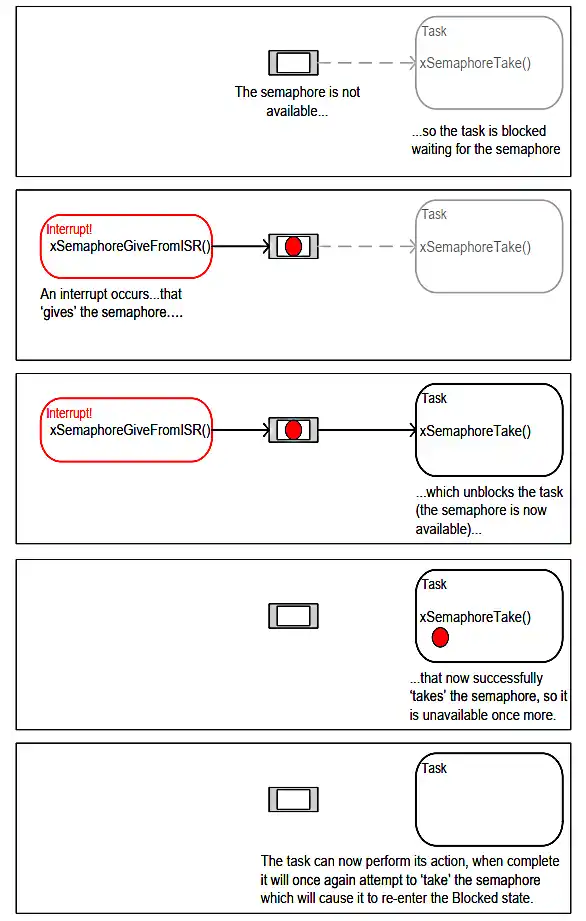 Task
xSemaphoreTake()
The semaphore is not
available...
...so the task is blocked
waiting for the semaphore
Interrupt!
xSemaphoreGiveFromISR()
Task
xSemaphoreTake()
An interrupt occurs...that
'gives' the semaphore....
Interrupt!
xSemaphoreGiveFromISR()
Task
xSemaphoreTake()
...which unblocks the task
(the semaphore is now
available)...
Task
xSemaphoreTake()
...that now successfully
'takes' the semaphore, so it
is unavailable once more.
Task
The task can now perform its action, when complete
it will once again attempt to 'take' the semaphore
which will cause it to re-enter the Blocked state.